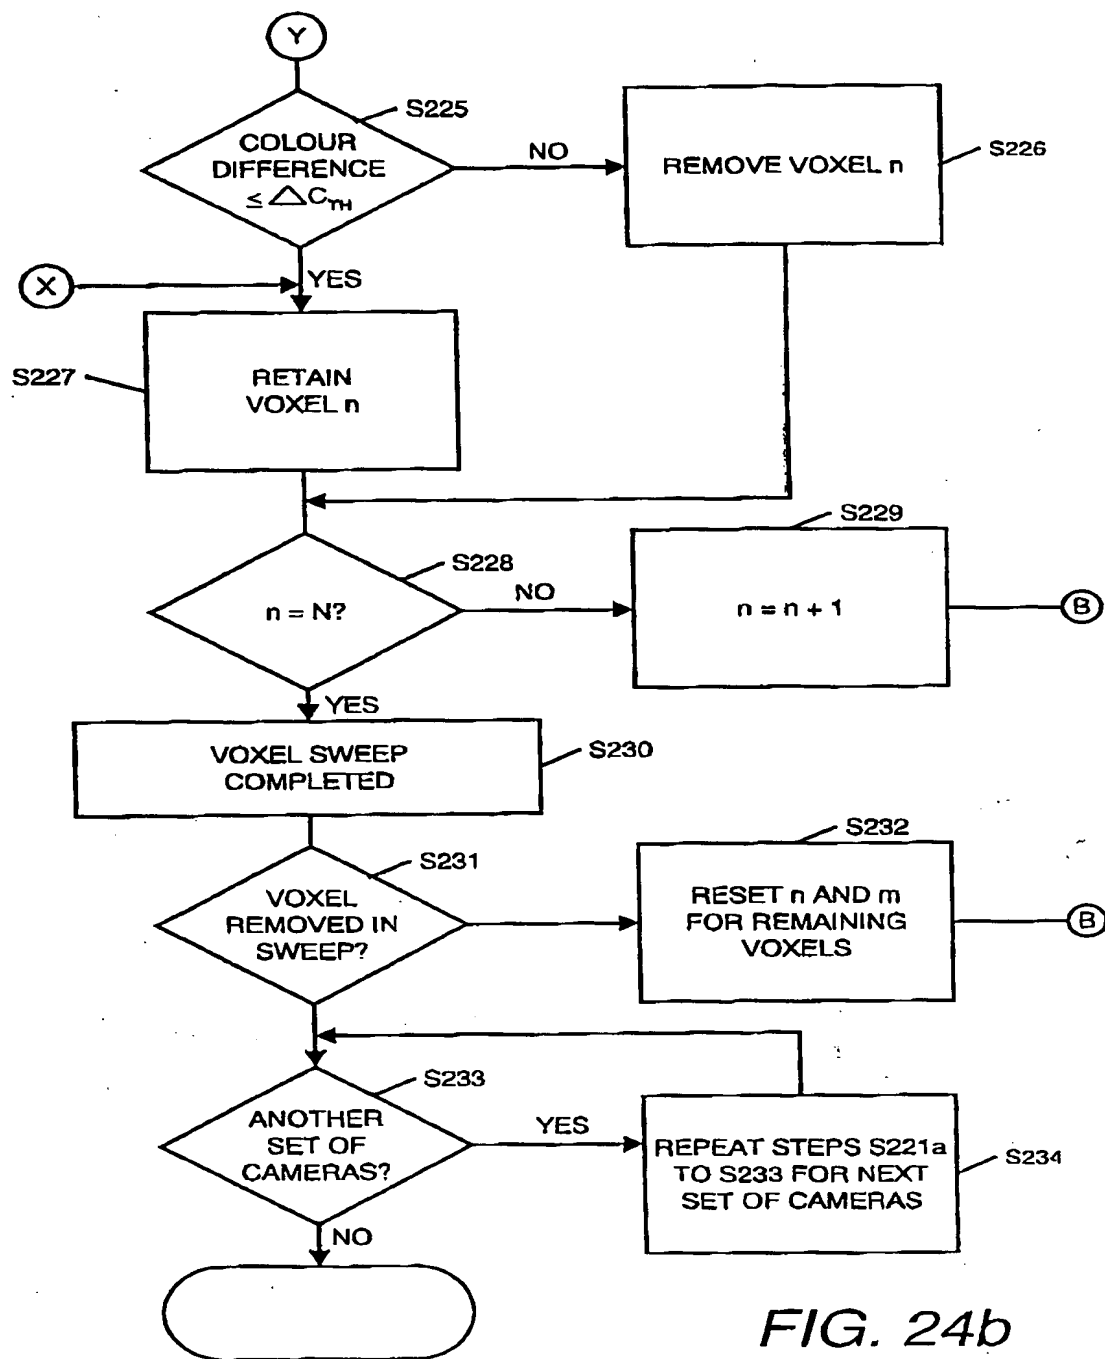 Y
S225
COLOUR
DIFFERENCE
≤ △C_TH
NO
REMOVE VOXEL n
S226
X
YES
S227
RETAIN
VOXEL n
S228
n = N?
NO
S229
n = n + 1
B
YES
VOXEL SWEEP
COMPLETED
S230
S231
VOXEL
REMOVED IN
SWEEP?
S232
RESET n AND m
FOR REMAINING
VOXELS
B
S233
ANOTHER
SET OF
CAMERAS?
YES
REPEAT STEPS S221a
TO S233 FOR NEXT
SET OF CAMERAS
S234
NO
FIG. 24b